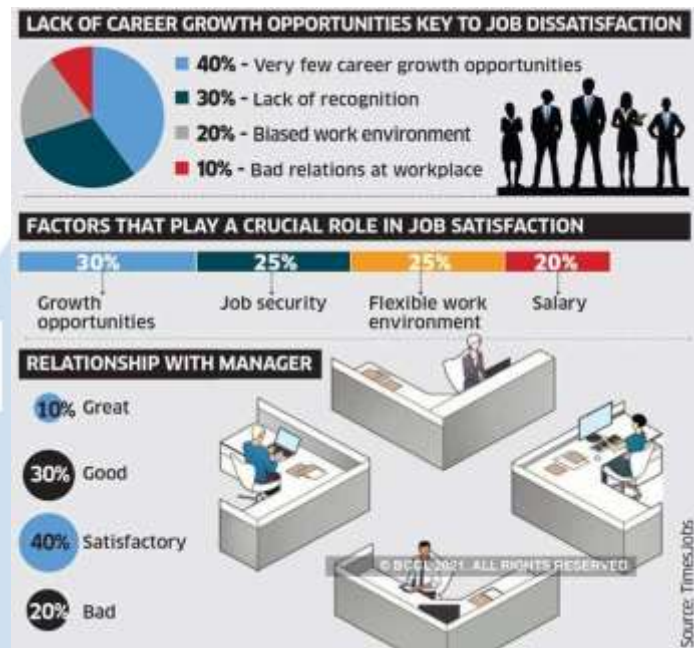 LACK OF CAREER GROWTH OPPORTUNITIES KEY TO JOB DISSATISFACTION
40% - Very few career growth opportunities
30% - Lack of recognition
20% - Biased work environment
10% - Bad relations at workplace
FACTORS THAT PLAY A CRUCIAL ROLE IN JOB SATISFACTION
30% 25% 25% 20%
Growth Job security Flexible work Salary
opportunities environment
RELATIONSHIP WITH MANAGER
10% Great
30% Good
40% Satisfactory
20% Bad
© BCCL 2021. ALL RIGHTS RESERVED
Source: TimesJobs